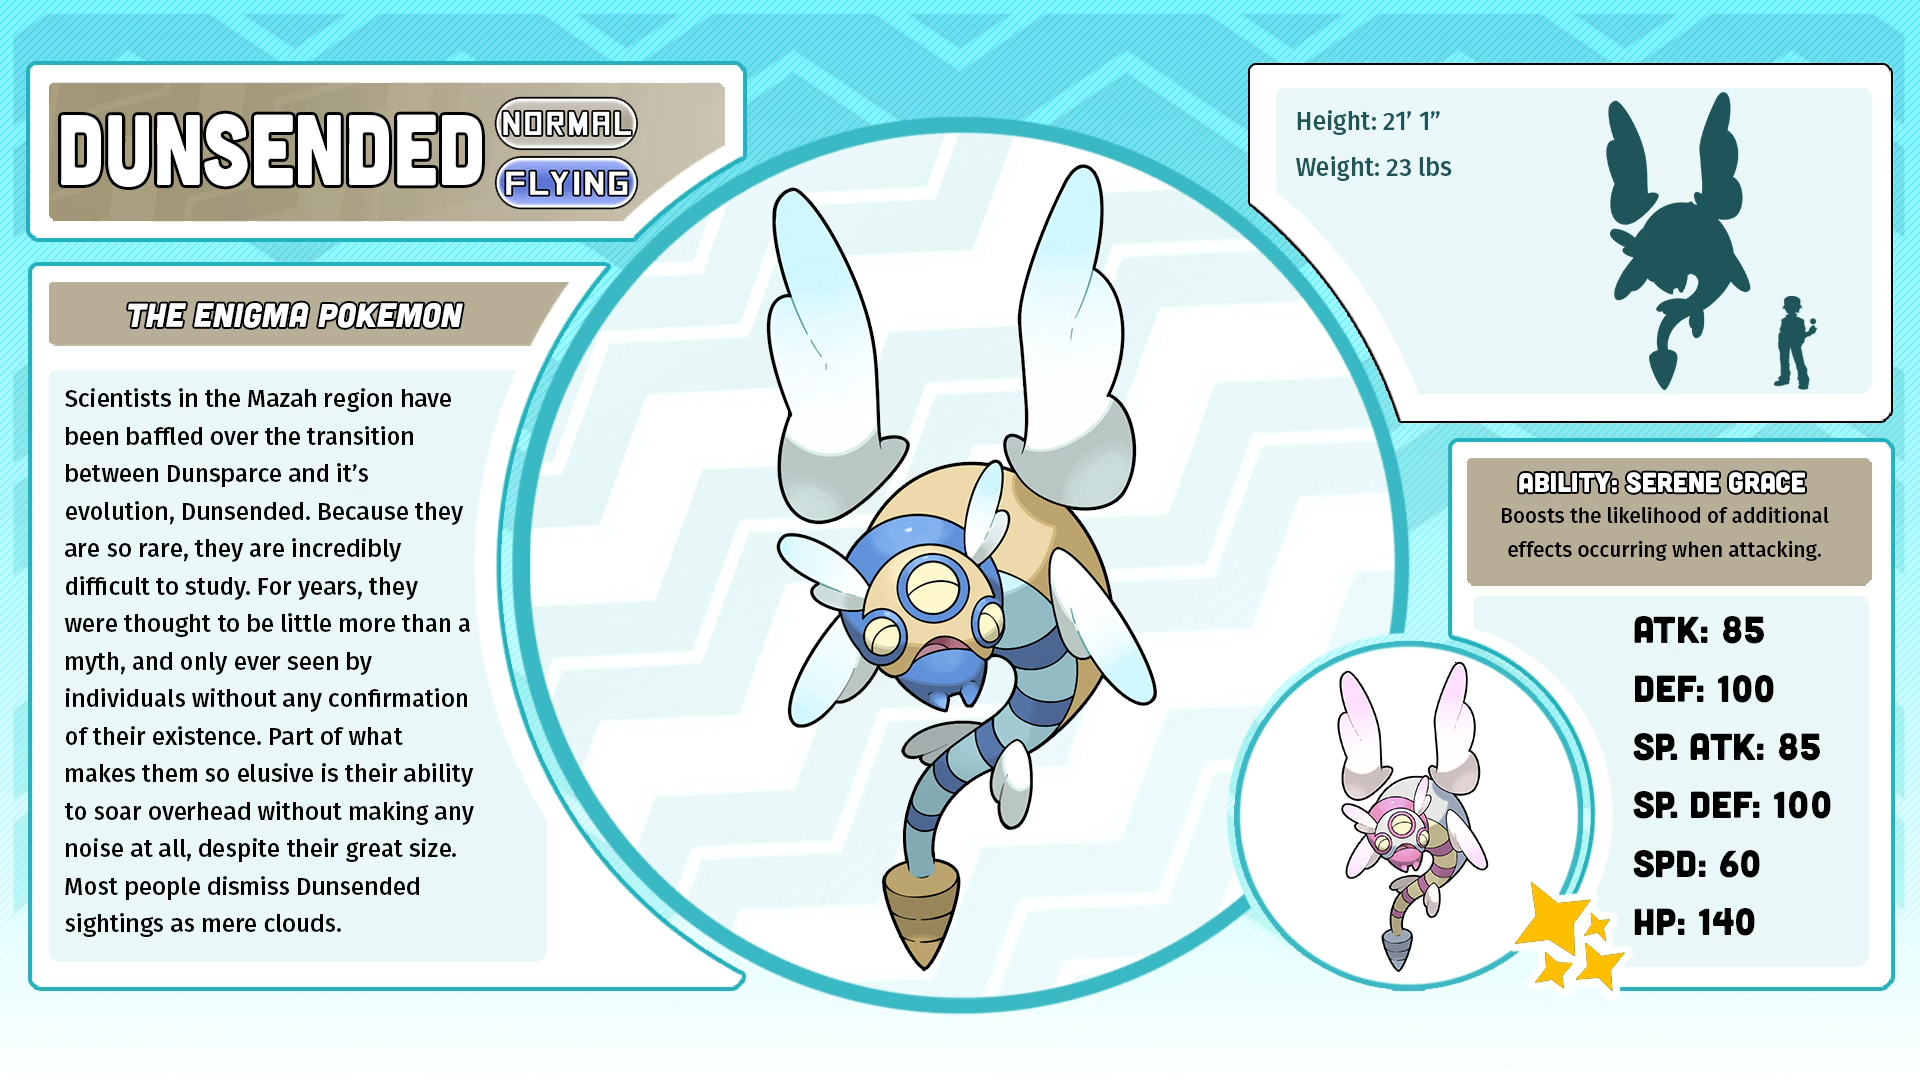 DUNSENDED
NORMAL
FLYING
THE ENIGMA POKEMON
Scientists in the Mazah region have
been baffled over the transition
between Dunsparce and it’s
evolution, Dunsended. Because they
are so rare, they are incredibly
difficult to study. For years, they
were thought to be little more than a
myth, and only ever seen by
individuals without any confirmation
of their existence. Part of what
makes them so elusive is their ability
to soar overhead without making any
noise at all, despite their great size.
Most people dismiss Dunsended
sightings as mere clouds.
Height: 21’ 1”
Weight: 23 lbs
ABILITY: SERENE GRACE
Boosts the likelihood of additional
effects occurring when attacking.
ATK: 85
DEF: 100
SP. ATK: 85
SP. DEF: 100
SPD: 60
HP: 140